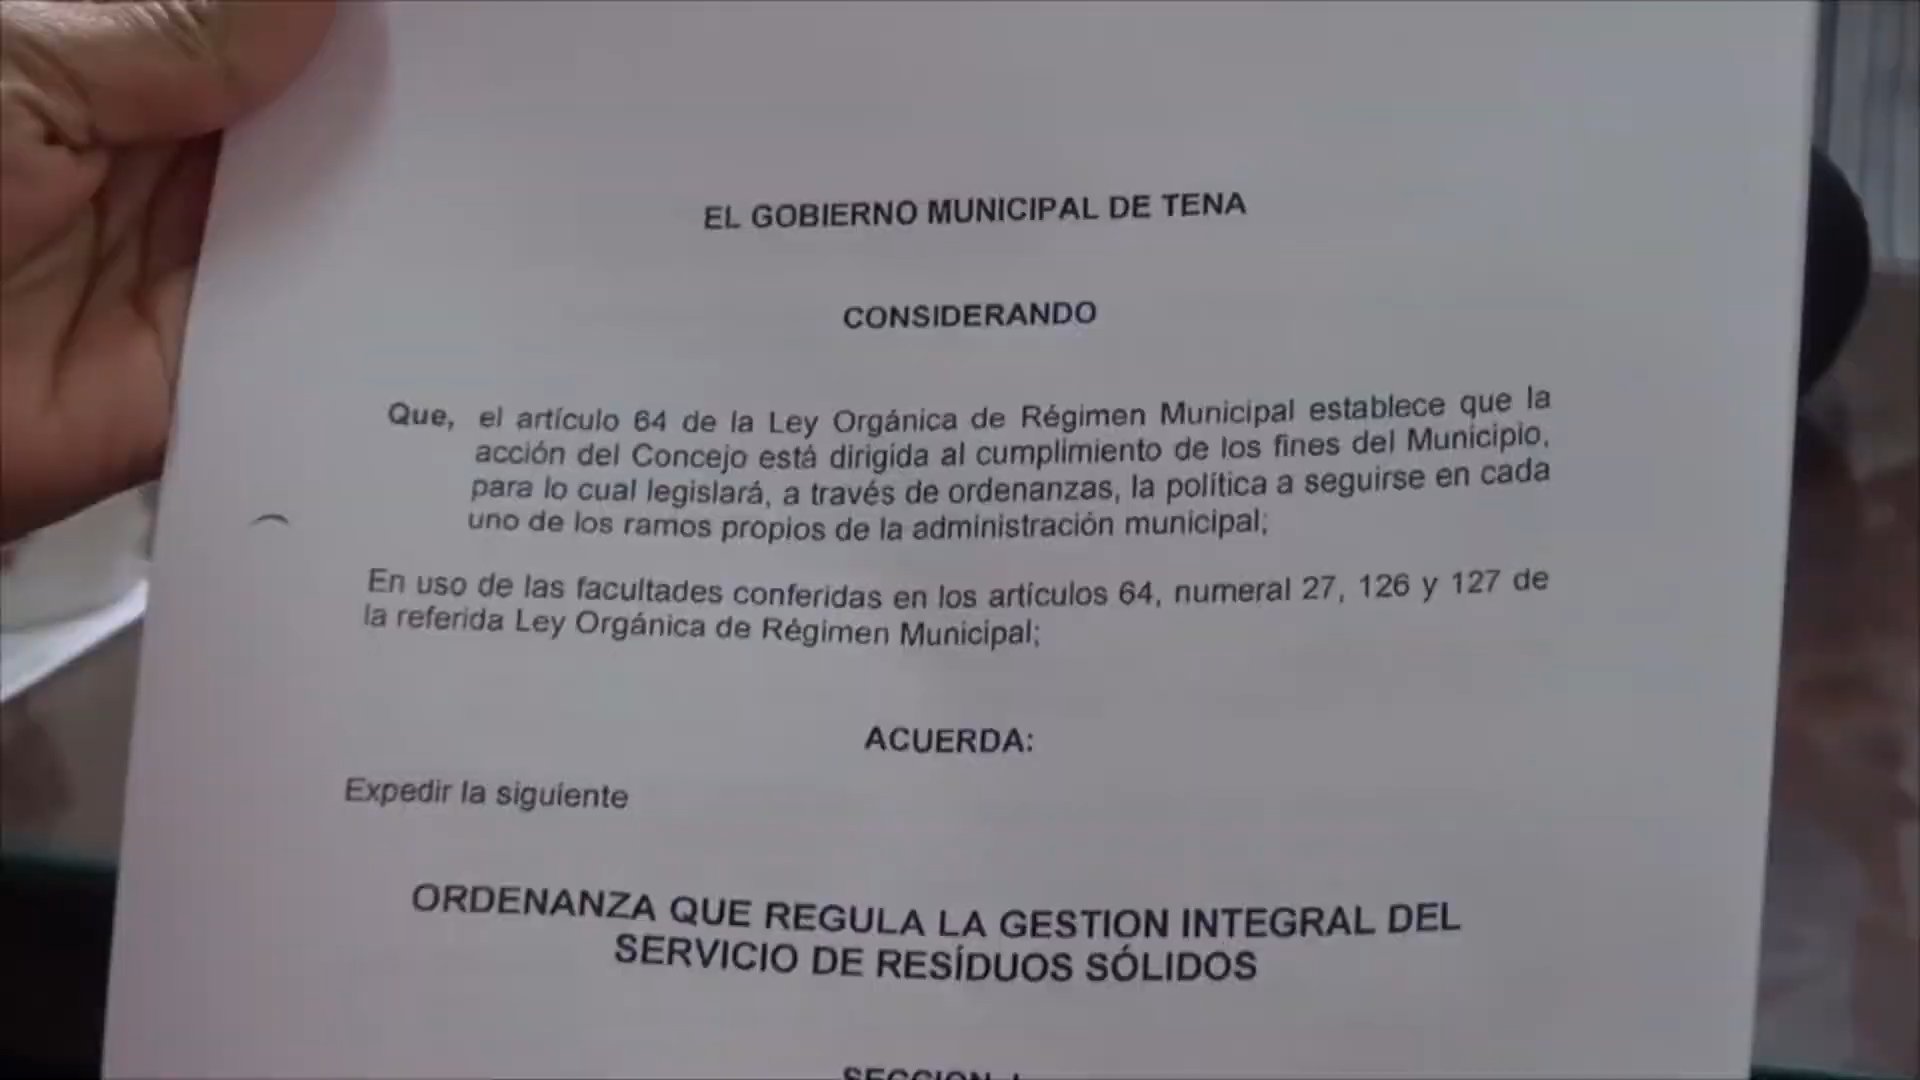 EL GOBIERNO MUNICIPAL DE TENA
CONSIDERANDO
Que, el artículo 64 de la Ley Orgánica de Régimen Municipal establece que la
acción del Concejo está dirigida al cumplimiento de los fines del Municipio,
para lo cual legislará, a través de ordenanzas, la política a seguirse en cada
uno de los ramos propios de la administración municipal;
En uso de las facultades conferidas en los artículos 64, numeral 27, 126 y 127 de
la referida Ley Orgánica de Régimen Municipal;
ACUERDA:
Expedir la siguiente
ORDENANZA QUE REGULA LA GESTION INTEGRAL DEL
SERVICIO DE RESÍDUOS SÓLIDOS
SECCION I